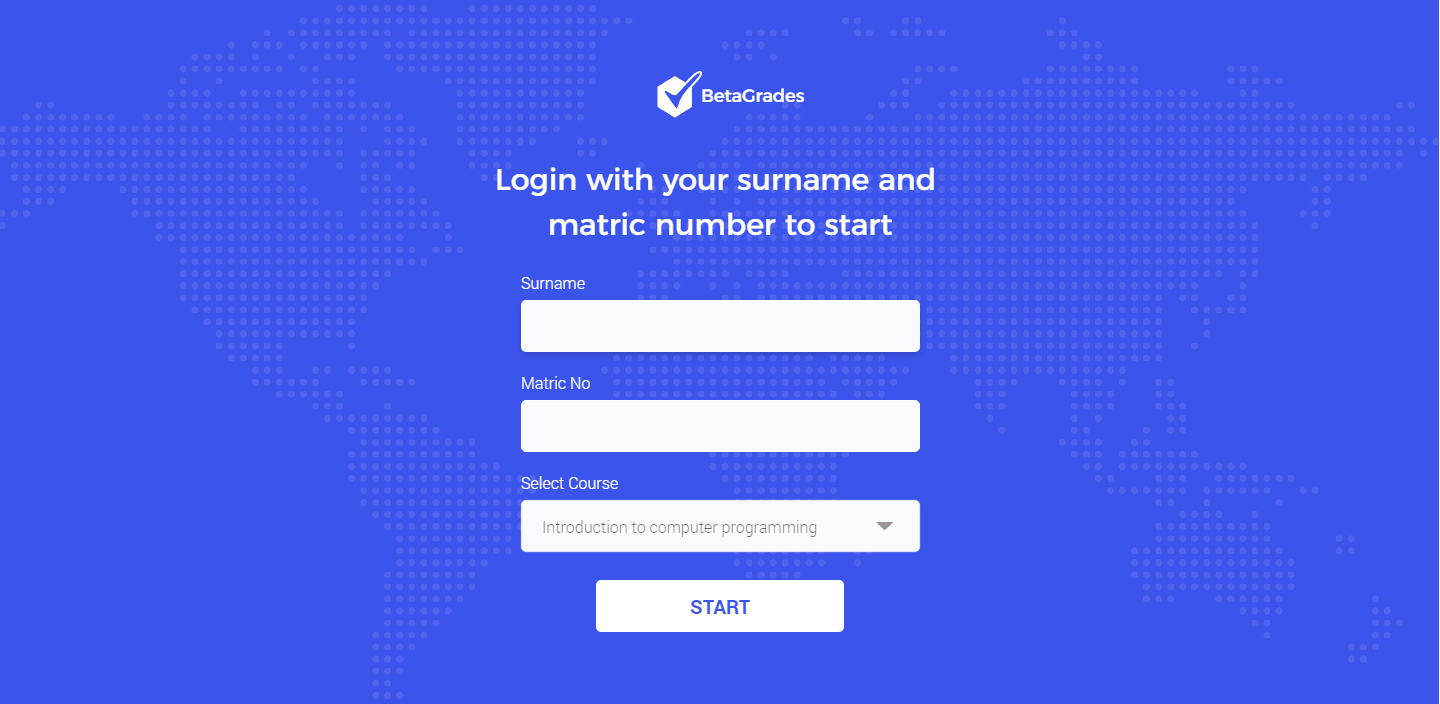 BetaGrades
Login with your surname and
matric number to start
Surname
Matric No
Select Course
Introduction to computer programming
START